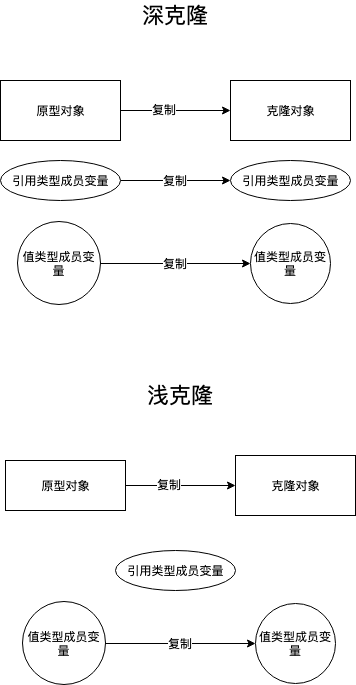 深克隆
原型对象
复制
克隆对象
引用类型成员变量
复制
引用类型成员变量
值类型成员变
量
复制
值类型成员变
量
浅克隆
原型对象
复制
克隆对象
引用类型成员变量
值类型成员变
量
复制
值类型成员变
量